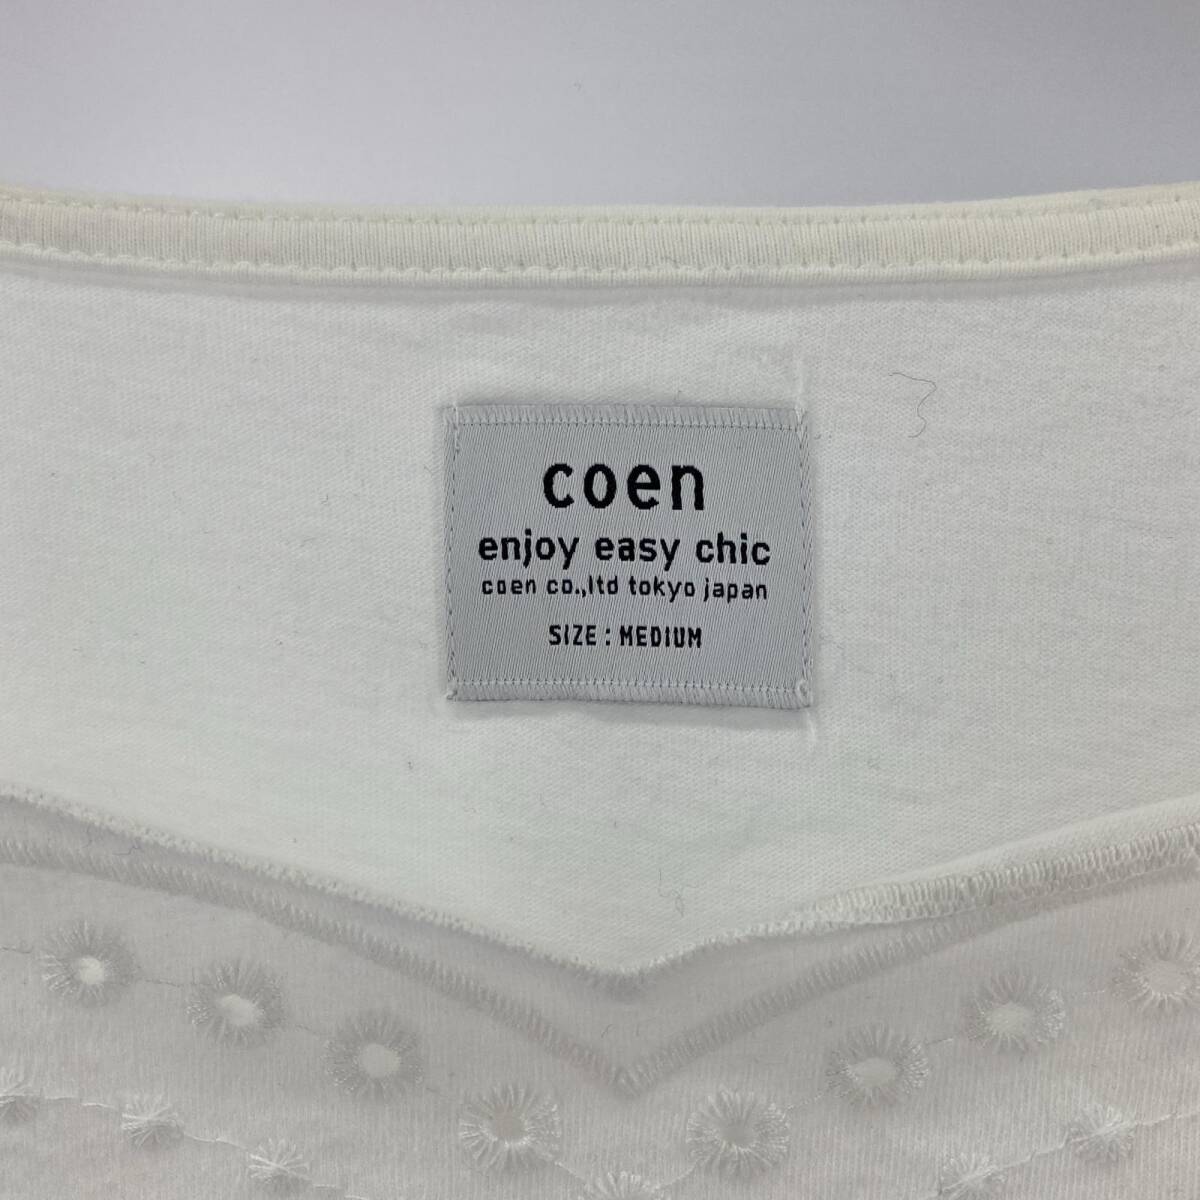 coen
enjoy easy chic
coen co.,ltd tokyo japan
SIZE : MEDIUM